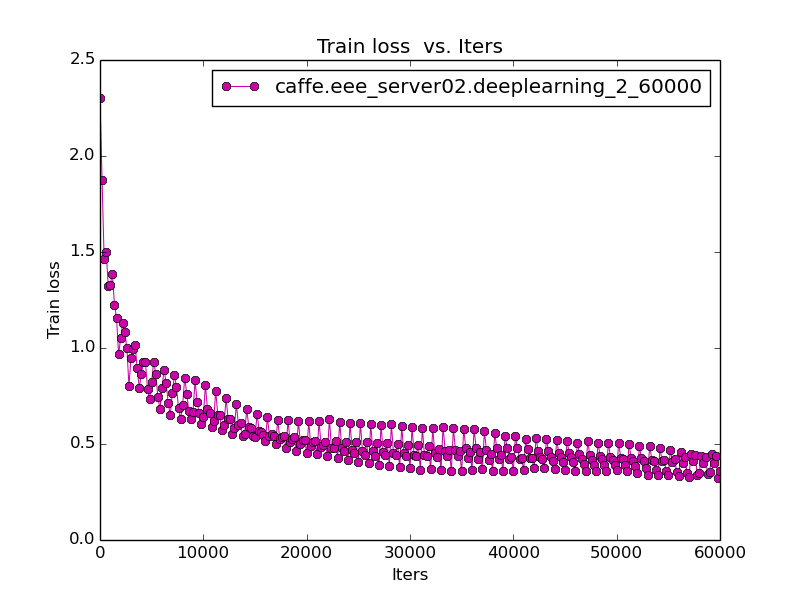 Train loss  vs. Iters
caffe.eee_server02.deeplearning_2_60000
2.5
2.0
1.5
1.0
0.5
0.0
Train loss
0 10000 20000 30000 40000 50000 60000
Iters